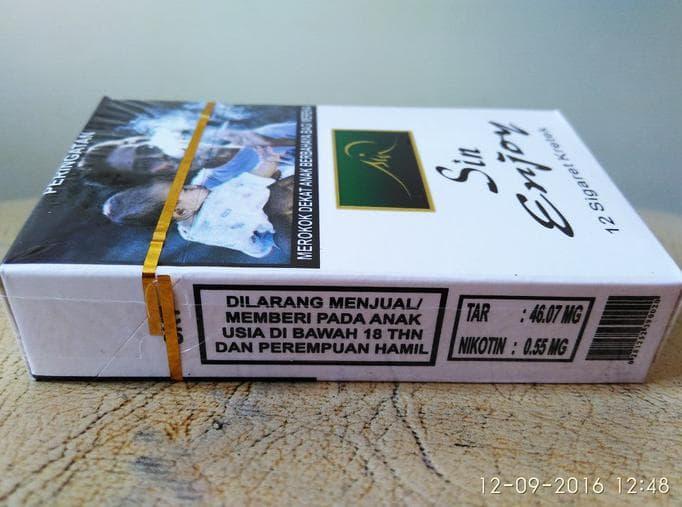 PERINGATAN
MEROKOK DEKAT ANAK BERBAHAYA BAGI MEREKA
Sin
Sin
Enjoy
12 Sigaret Kretek
DILARANG MENJUAL/
MEMBERI PADA ANAK
USIA DI BAWAH 18 THN
DAN PEREMPUAN HAMIL
TAR : 46.07 MG
NIKOTIN : 0.55 MG
12-09-2016 12:48